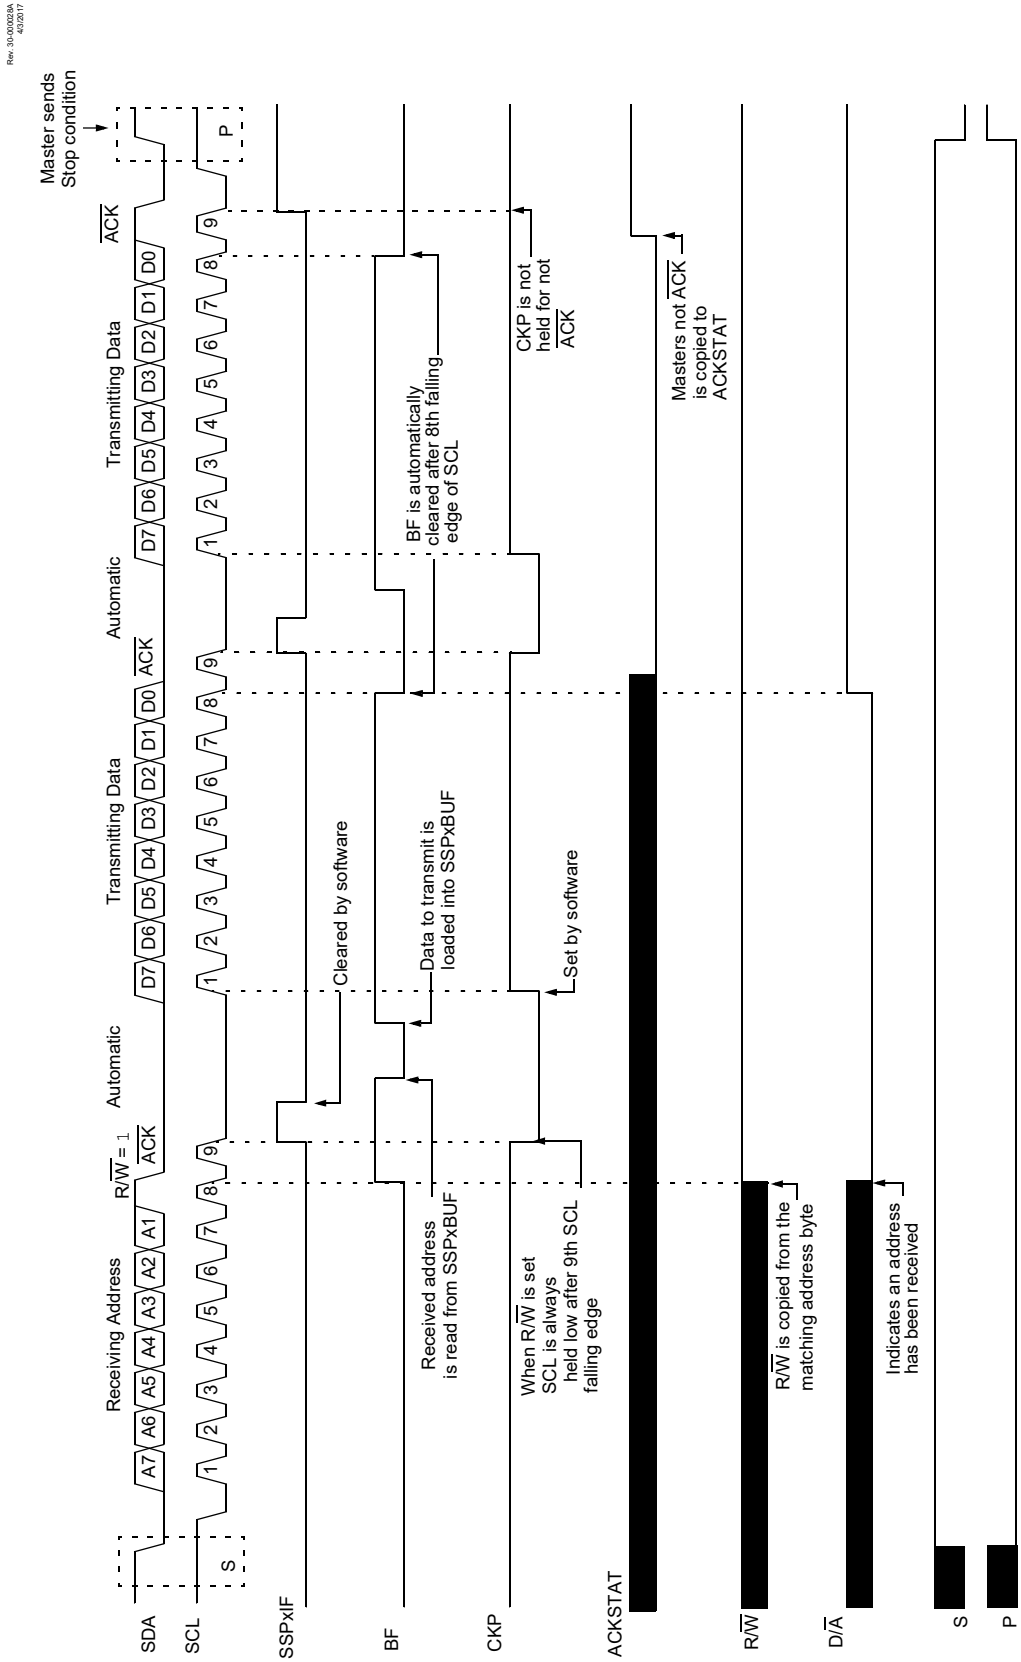 Rev. 30-000028A
4/3/2017
Master sends
Stop condition
Receiving Address
R/W = 1
Automatic
Transmitting Data
Automatic
Transmitting Data
ACK
SDA
A7 A6 A5 A4 A3 A2 A1
ACK
D7 D6 D5 D4 D3 D2 D1 D0
ACK
D7 D6 D5 D4 D3 D2 D1 D0
SCL
S
1 2 3 4 5 6 7 8 9
1 2 3 4 5 6 7 8 9
1 2 3 4 5 6 7 8 9
P
SSPxIF
Cleared by software
BF
Received address
is read from SSPxBUF
Data to transmit is
loaded into SSPxBUF
BF is automatically
cleared after 8th falling
edge of SCL
CKP
When R/W is set
SCL is always
held low after 9th SCL
falling edge
Set by software
CKP is not
held for not
ACK
ACKSTAT
Masters not ACK
is copied to
ACKSTAT
R/W
R/W is copied from the
matching address byte
D/A
Indicates an address
has been received
S
P